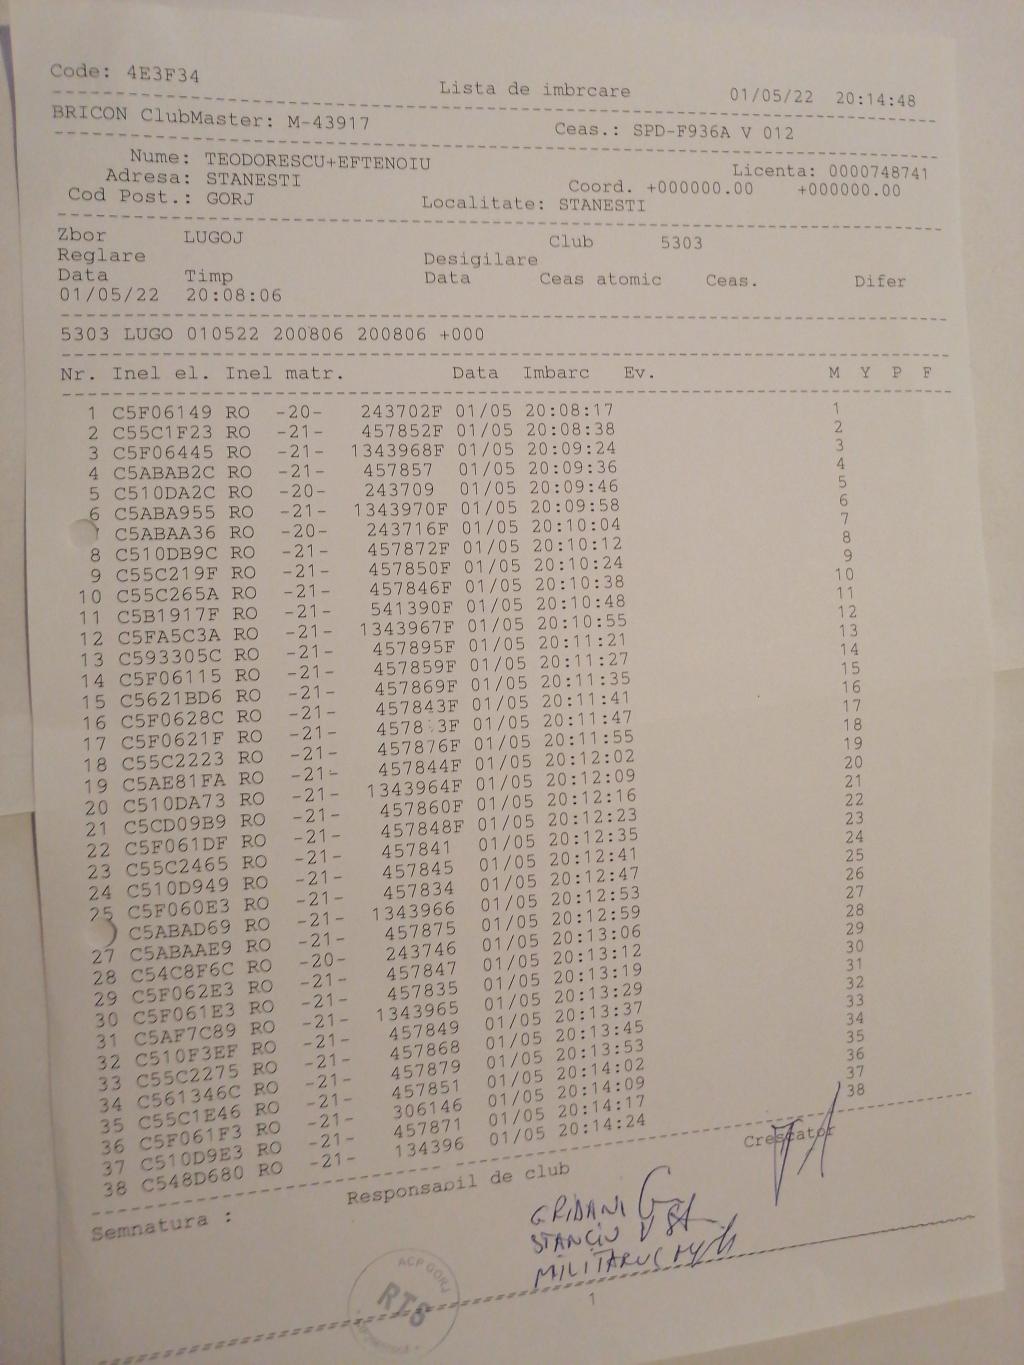 Code: 4E3F34
Lista de imbrcare 01/05/22 20:14:48
BRICON ClubMaster: M-43917 Ceas.: SPD-F936A V 012
Nume: TEODORESCU+EFTENOIU Licenta: 0000748741
Adresa: STANESTI Coord. +000000.00 +000000.00
Cod Post.: GORJ Localitate: STANESTI
Zbor LUGOJ Club 5303
Reglare Desigilare
Data Timp Data Ceas atomic Ceas. Difer
01/05/22 20:08:06
5303 LUGO 010522 200806 200806 +000
Nr. Inel el. Inel matr. Data Imbarc Ev. M Y P F
1 C5F06149 RO -20- 243702F 01/05 20:08:17 1
2 C55C1F23 RO -21- 457852F 01/05 20:08:38 2
3 C5F06445 RO -21- 1343968F 01/05 20:09:24 3
4 C5ABAB2C RO -21- 457857 01/05 20:09:36 4
5 C510DA2C RO -20- 243709 01/05 20:09:46 5
6 C5ABA955 RO -21- 1343970F 01/05 20:09:58 6
7 C5ABAA36 RO -20- 243716F 01/05 20:10:04 7
8 C510DB9C RO -21- 457872F 01/05 20:10:12 8
9 C55C219F RO -21- 457850F 01/05 20:10:24 9
10 C55C265A RO -21- 457846F 01/05 20:10:38 10
11 C5B1917F RO -21- 541390F 01/05 20:10:48 11
12 C5FA5C3A RO -21- 1343967F 01/05 20:10:55 12
13 C593305C RO -21- 457895F 01/05 20:11:21 13
14 C5F06115 RO -21- 457859F 01/05 20:11:27 14
15 C5621BD6 RO -21- 457869F 01/05 20:11:35 15
16 C5F0628C RO -21- 457843F 01/05 20:11:41 16
17 C5F0621F RO -21- 01/05 20:11:47 17
18 C55C2223 RO -21- 457876F 01/05 20:11:55 18
19 C5AE81FA RO -21- 457844F 01/05 20:12:02 19
20 C510DA73 RO -21- 1343964F 01/05 20:12:09 20
21 C5CD09B9 RO -21- 457860F 01/05 20:12:16 21
22 C5F061DF RO -21- 457848F 01/05 20:12:23 22
23 C55C2465 RO -21- 457841 01/05 20:12:35 23
24 C510D949 RO -21- 457845 01/05 20:12:41 24
25 C5F060E3 RO -21- 457834 01/05 20:12:47 25
C5ABAD69 RO -21- 1343966 01/05 20:12:53 26
27 C5ABAAE9 RO -21- 457875 01/05 20:12:59 27
28 C54C8F6C RO -20- 243746 01/05 20:13:06 28
29 C5F062E3 RO -21- 457847 01/05 20:13:12 29
30 C5F061E3 RO -21- 457835 01/05 20:13:19 30
31 C5AF7C89 RO -21- 1343965 01/05 20:13:29 31
32 C510F3EF RO -21- 457849 01/05 20:13:37 32
33 C55C2275 RO -21- 457868 01/05 20:13:45 33
34 C561346C RO -21- 457879 01/05 20:13:53 34
35 C55C1E46 RO -21- 457851 01/05 20:14:02 35
36 C5F061F3 RO -21- 306146 01/05 20:14:09 36
37 C510D9E3 RO -21- 457871 01/05 20:14:17 37
38 C548D680 RO -21- 134396 01/05 20:14:24 38
Semnatura : Responsabil de club Crescator
GRIDANI
STANCIU V
MILITARU
ACP GORJ
RTS
1